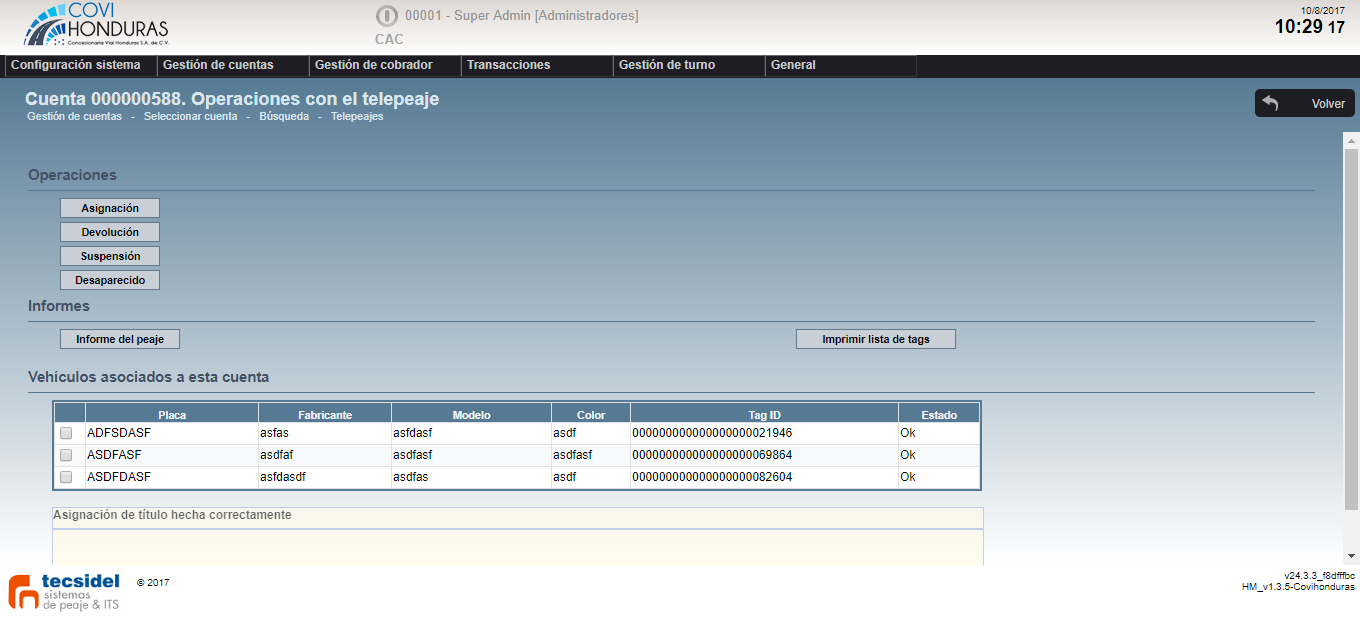 COVI
HONDURAS
Concesionaria Vial Honduras S.A. de C.V.
00001 - Super Admin [Administradores]
CAC
10/8/2017
10:29 17
Configuración sistema Gestión de cuentas Gestión de cobrador Transacciones Gestión de turno General
Cuenta 000000588. Operaciones con el telepeaje
Gestión de cuentas - Seleccionar cuenta - Búsqueda - Telepeajes
Volver
Operaciones
Asignación
Devolución
Suspensión
Desaparecido
Informes
Informe del peaje Imprimir lista de tags
Vehículos asociados a esta cuenta
Placa Fabricante Modelo Color Tag ID Estado
ADFSDASF asfas asfdasf asdf 000000000000000000021946 Ok
ASDFASF asdfaf asdfasf asdfasf 000000000000000000069864 Ok
ASDFDASF asfdasdf asdfas asdf 000000000000000000082604 Ok
Asignación de título hecha correctamente
tecsidel
sistemas
de peaje & ITS
© 2017
v24.3.3_f8dfffbc
HM_v1.3.5-Covihonduras